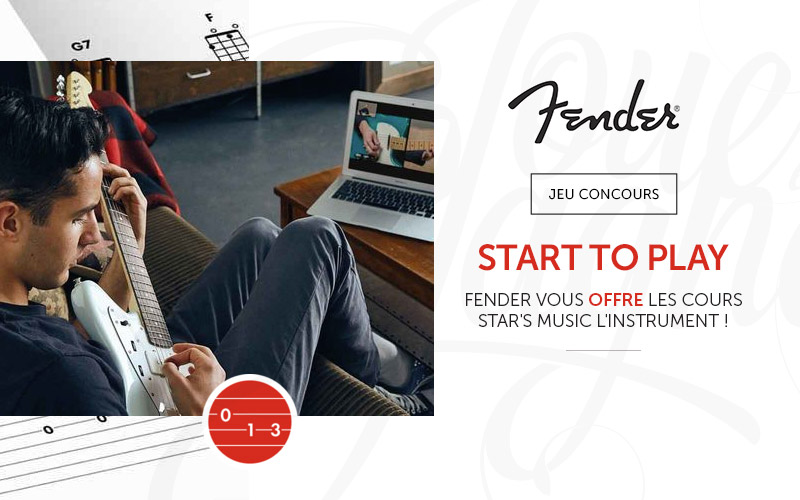 G7
F
Fender®
JEU CONCOURS
START TO PLAY
FENDER VOUS OFFRE LES COURS
STAR'S MUSIC L'INSTRUMENT !
0
1 3
0 0